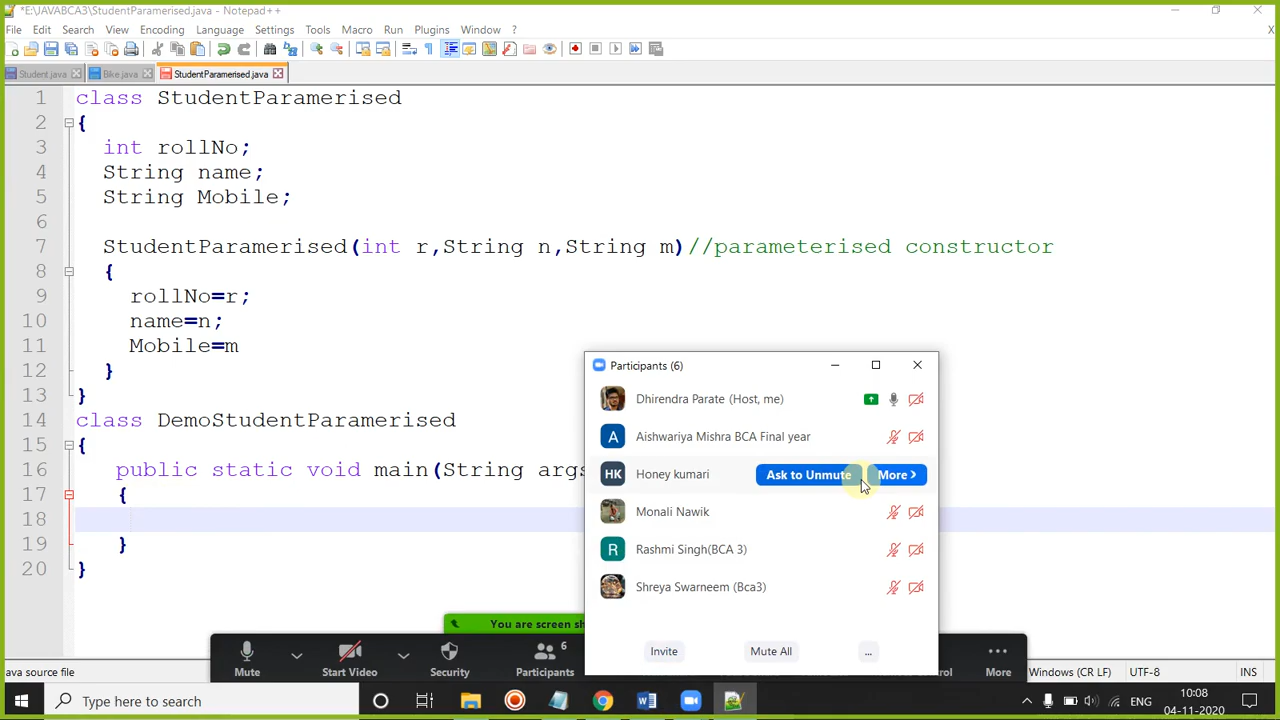 *E:\JAVABCA3\StudentParamerised.java - Notepad++
File Edit Search View Encoding Language Settings Tools Macro Run Plugins Window ?
Student.java Bike.java StudentParamerised.java
1 class StudentParamerised
2 {
3 int rollNo;
4 String name;
5 String Mobile;
6
7 StudentParamerised(int r,String n,String m)//parameterised constructor
8 {
9 rollNo=r;
10 name=n;
11 Mobile=m
12 }
13 }
14 class DemoStudentParamerised
15 {
16 public static void main(String args
17 {
18
19 }
20 }
Participants (6)
Dhirendra Parate (Host, me)
A Aishwariya Mishra BCA Final year
HK Honey kumari Ask to Unmute More >
Monali Nawik
R Rashmi Singh(BCA 3)
Shreya Swarneem (Bca3)
Invite Mute All ...
You are screen sh
Mute Start Video Security Participants 6 More
ava source file Windows (CR LF) UTF-8 INS
Type here to search
ENG 10:08
04-11-2020